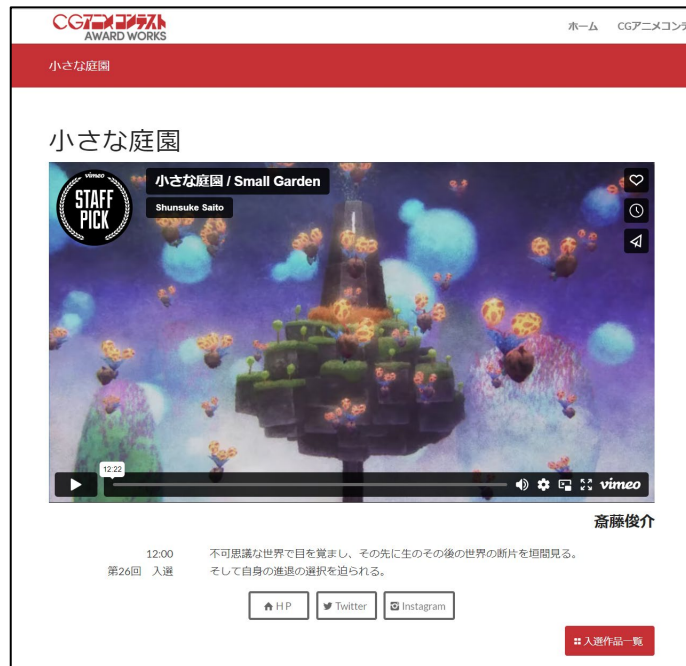 CGアニメコンテスト
AWARD WORKS
ホーム CGアニメコンテ
小さな庭園
小さな庭園
vimeo
STAFF
PICK
小さな庭園 / Small Garden
Shunsuke Saito
12:22
vimeo
斎藤俊介
12:00 不可思議な世界で目を覚まし、その先に生のその後の世界の断片を垣間見る。
第26回 入選 そして自身の進退の選択を迫られる。
HP Twitter Instagram
入選作品一覧